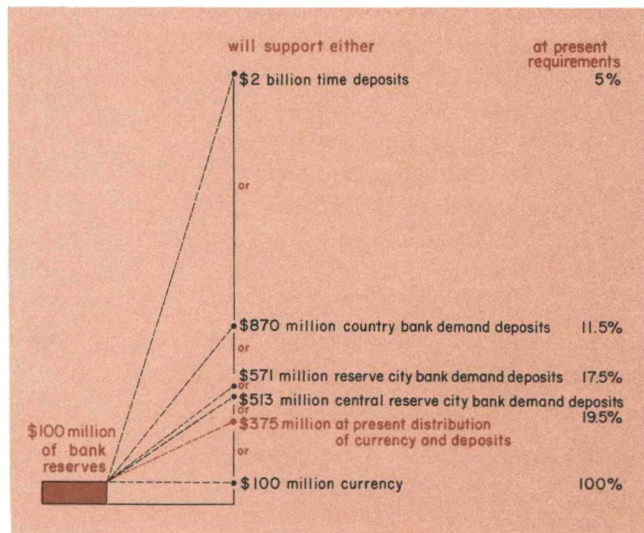 will support either
at present
requirements
$2 billion time deposits 5%
or
$870 million country bank demand deposits 11.5%
or
$571 million reserve city bank demand deposits 17.5%
or
$513 million central reserve city bank demand deposits
19.5%
or
$375 million at present distribution
of currency and deposits
$100 million
of bank
reserves
or
$100 million currency 100%